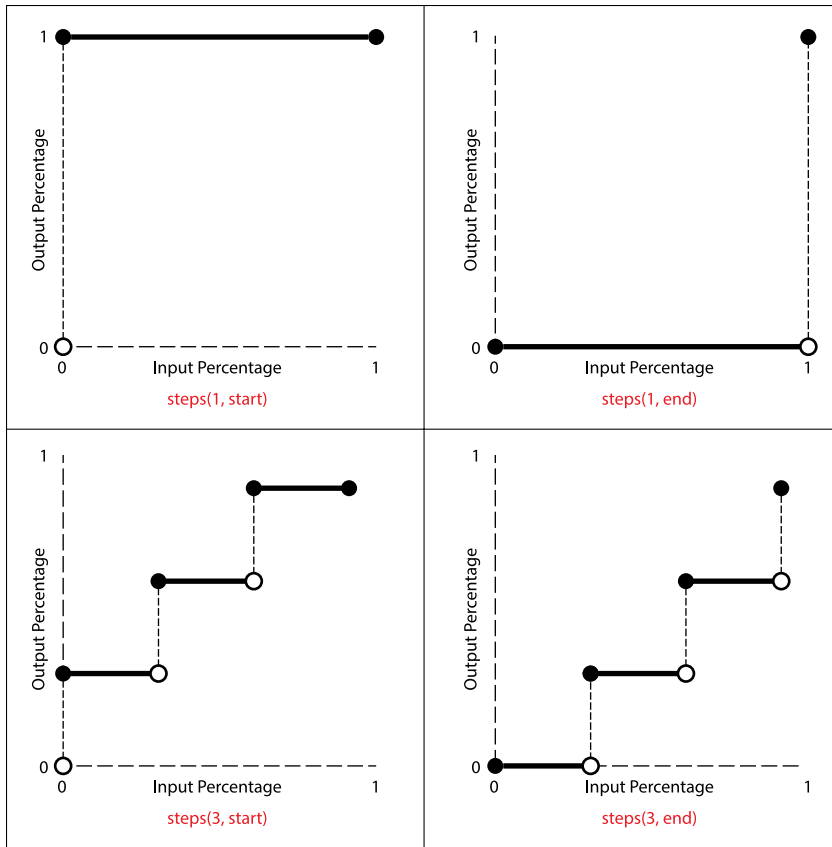 1
Output Percentage
0
0
Input Percentage
1
steps(1, start)
1
Output Percentage
0
0
Input Percentage
1
steps(1, end)
1
Output Percentage
0
0
Input Percentage
1
steps(3, start)
1
Output Percentage
0
0
Input Percentage
1
steps(3, end)